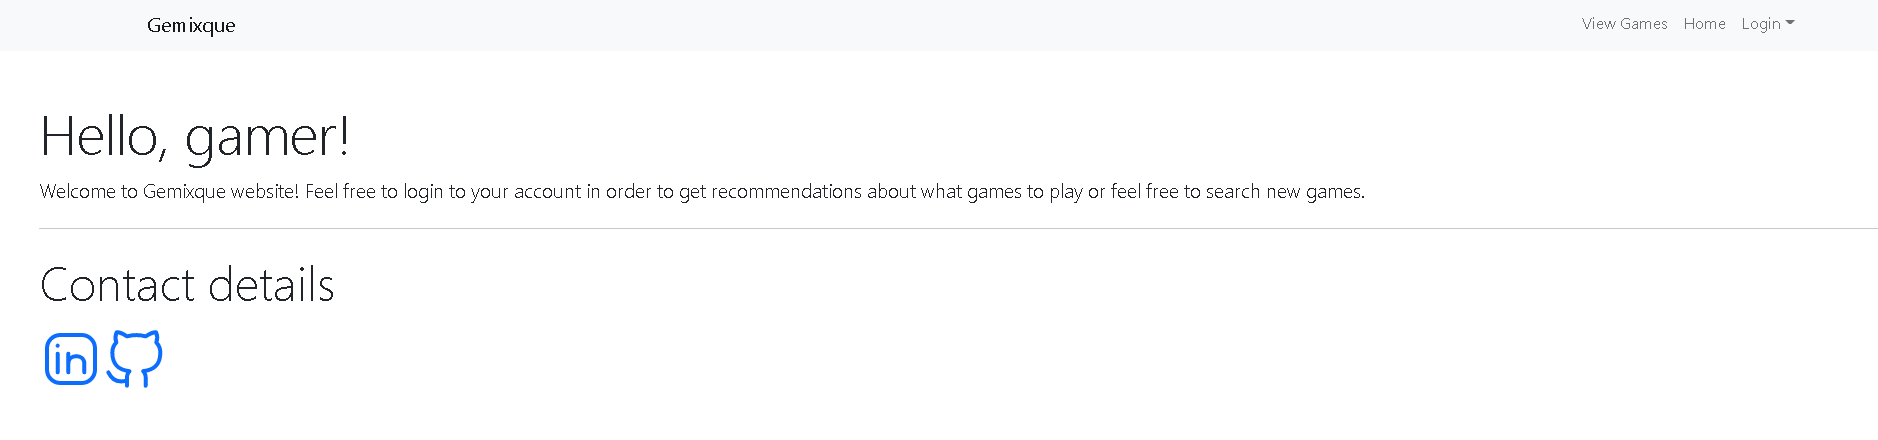 Gemixque
View Games Home Login
Hello, gamer!
Welcome to Gemixque website! Feel free to login to your account in order to get recommendations about what games to play or feel free to search new games.
Contact details
in